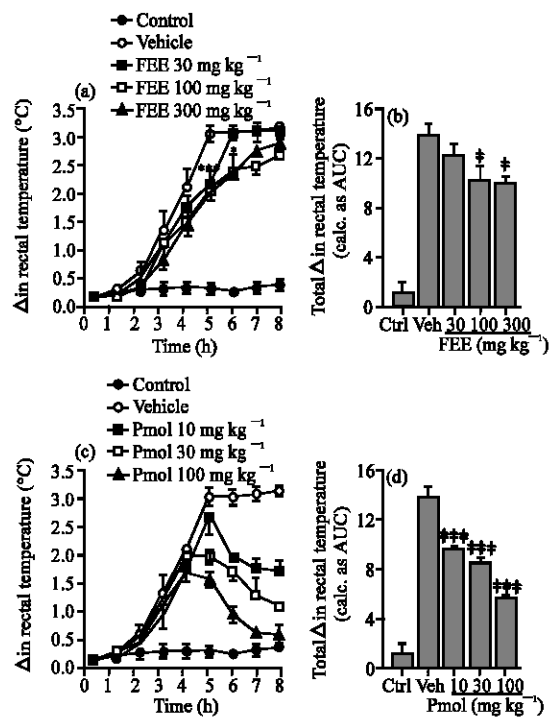 Control
Vehicle
FEE 30 mg kg⁻¹
FEE 100 mg kg⁻¹
FEE 300 mg kg⁻¹
(a)
Δin rectal temperature (°C)
3.5
3.0
2.5
2.0
1.5
1.0
0.5
0.0
*
*
0 1 2 3 4 5 6 7 8
Time (h)
(b)
Total Δ in rectal temperature
(calc. as AUC)
16
12
8
4
0
‡ ‡
Ctrl Veh 30 100 300
FEE (mg kg⁻¹)
Control
Vehicle
Pmol 10 mg kg⁻¹
Pmol 30 mg kg⁻¹
Pmol 100 mg kg⁻¹
(c)
Δin rectal temperature (°C)
3.5
3.0
2.5
2.0
1.5
1.0
0.5
0.0
0 1 2 3 4 5 6 7 8
Time (h)
(d)
Total Δ in rectal temperature
(calc. as AUC)
16
12
8
4
0
‡‡‡ ‡‡‡ ‡‡‡
Ctrl Veh 10 30 100
Pmol (mg kg⁻¹)